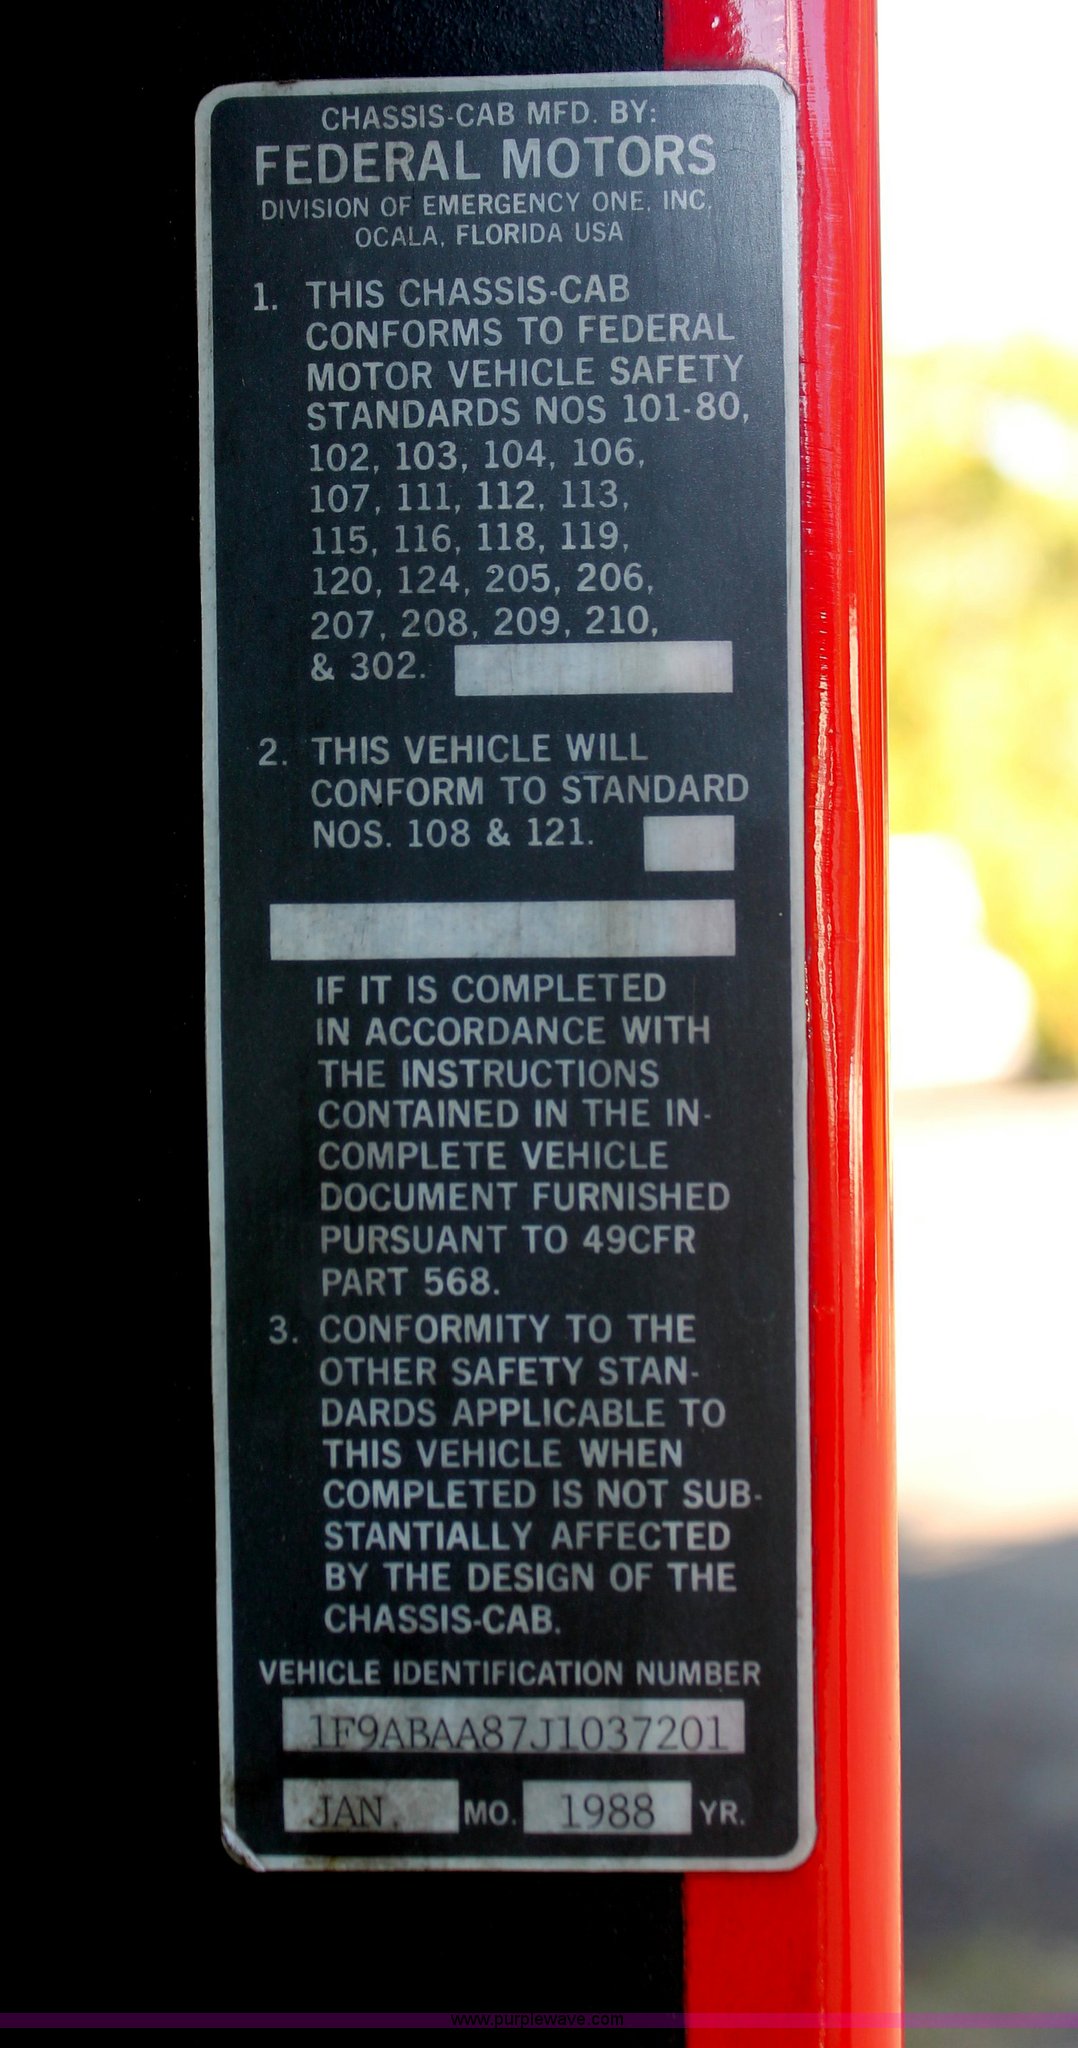 CHASSIS-CAB MFD. BY:
FEDERAL MOTORS
DIVISION OF EMERGENCY ONE, INC.
OCALA, FLORIDA USA
1. THIS CHASSIS-CAB
CONFORMS TO FEDERAL
MOTOR VEHICLE SAFETY
STANDARDS NOS 101-80,
102, 103, 104, 106,
107, 111, 112, 113,
115, 116, 118, 119,
120, 124, 205, 206,
207, 208, 209, 210,
& 302.
2. THIS VEHICLE WILL
CONFORM TO STANDARD
NOS. 108 & 121.
IF IT IS COMPLETED
IN ACCORDANCE WITH
THE INSTRUCTIONS
CONTAINED IN THE IN-
COMPLETE VEHICLE
DOCUMENT FURNISHED
PURSUANT TO 49CFR
PART 568.
3. CONFORMITY TO THE
OTHER SAFETY STAN-
DARDS APPLICABLE TO
THIS VEHICLE WHEN
COMPLETED IS NOT SUB-
STANTIALLY AFFECTED
BY THE DESIGN OF THE
CHASSIS-CAB.
VEHICLE IDENTIFICATION NUMBER
1F9ABAA87J1037201
JAN. MO. 1988 YR.
www.purplewave.com